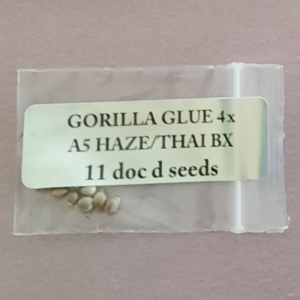 GORILLA GLUE 4x
A5 HAZE/THAI BX
11 doc d seeds